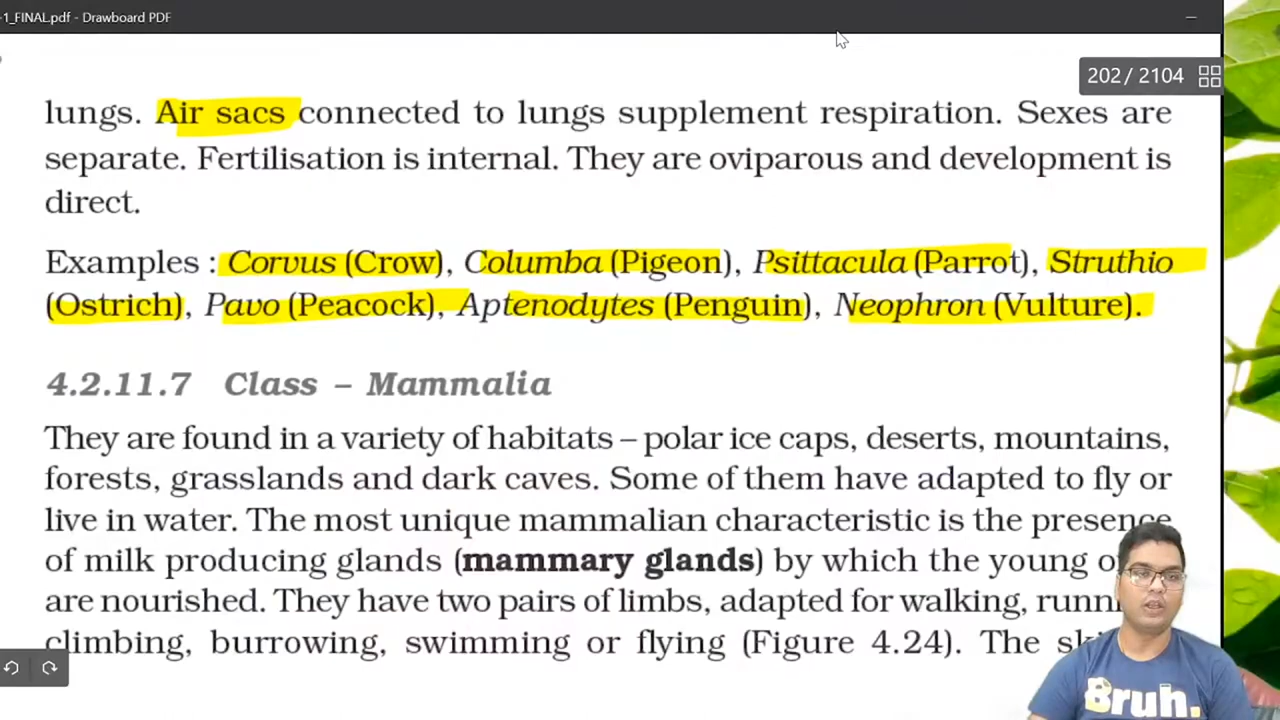 -1_FINAL.pdf - Drawboard PDF
202 / 2104
lungs. Air sacs connected to lungs supplement respiration. Sexes are
separate. Fertilisation is internal. They are oviparous and development is
direct.
Examples : Corvus (Crow), Columba (Pigeon), Psittacula (Parrot), Struthio
(Ostrich), Pavo (Peacock), Aptenodytes (Penguin), Neophron (Vulture).
4.2.11.7 Class – Mammalia
They are found in a variety of habitats – polar ice caps, deserts, mountains,
forests, grasslands and dark caves. Some of them have adapted to fly or
live in water. The most unique mammalian characteristic is the presence
of milk producing glands (mammary glands) by which the young
are nourished. They have two pairs of limbs, adapted for walking,
climbing, burrowing, swimming or flying (Figure 4.24). The
Bruh.